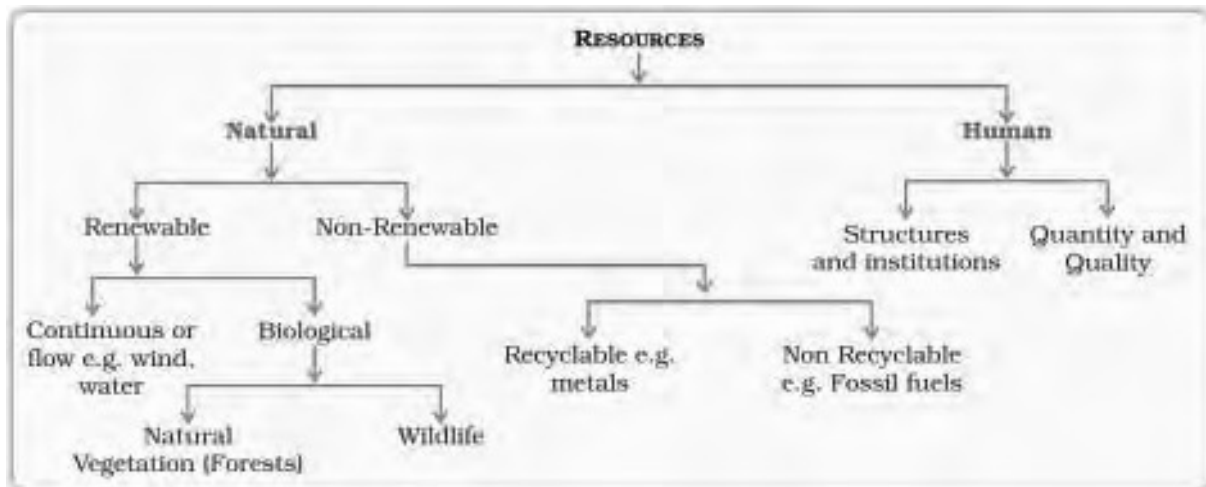 RESOURCES
Natural
Human
Renewable
Non-Renewable
Structures
and institutions
Quantity and
Quality
Continuous or
flow e.g. wind,
water
Biological
Recyclable e.g.
metals
Non Recyclable
e.g. Fossil fuels
Natural
Vegetation (Forests)
Wildlife